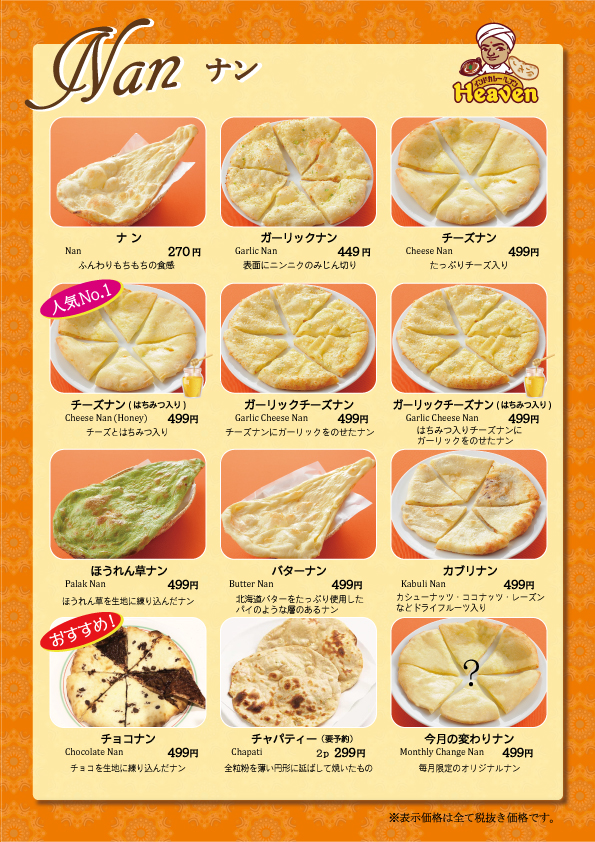 Nan ナン
インドカレーヘブン
Heaven
ナン
Nan 270円
ふんわりもちもちの食感
ガーリックナン
Garlic Nan 449円
表面にニンニクのみじん切り
チーズナン
Cheese Nan 499円
たっぷりチーズ入り
人気No.1
チーズナン(はちみつ入り)
Cheese Nan (Honey) 499円
チーズとはちみつ入り
ガーリックチーズナン
Garlic Cheese Nan 499円
チーズナンにガーリックをのせたナン
ガーリックチーズナン(はちみつ入り)
Garlic Cheese Nan 499円
はちみつ入りチーズナンに
ガーリックをのせたナン
ほうれん草ナン
Palak Nan 499円
ほうれん草を生地に練り込んだナン
バターナン
Butter Nan 499円
北海道バターをたっぷり使用した
パイのような層のあるナン
カブリナン
Kabuli Nan 499円
カシューナッツ・ココナッツ・レーズン
などドライフルーツ入り
おすすめ!
チョコナン
Chocolate Nan 499円
チョコを生地に練り込んだナン
チャパティー(要予約)
Chapati 2p 299円
全粒粉を薄い円形に延ばして焼いたもの
?
今月の変わりナン
Monthly Change Nan 499円
毎月限定のオリジナルナン
※表示価格は全て税抜き価格です。